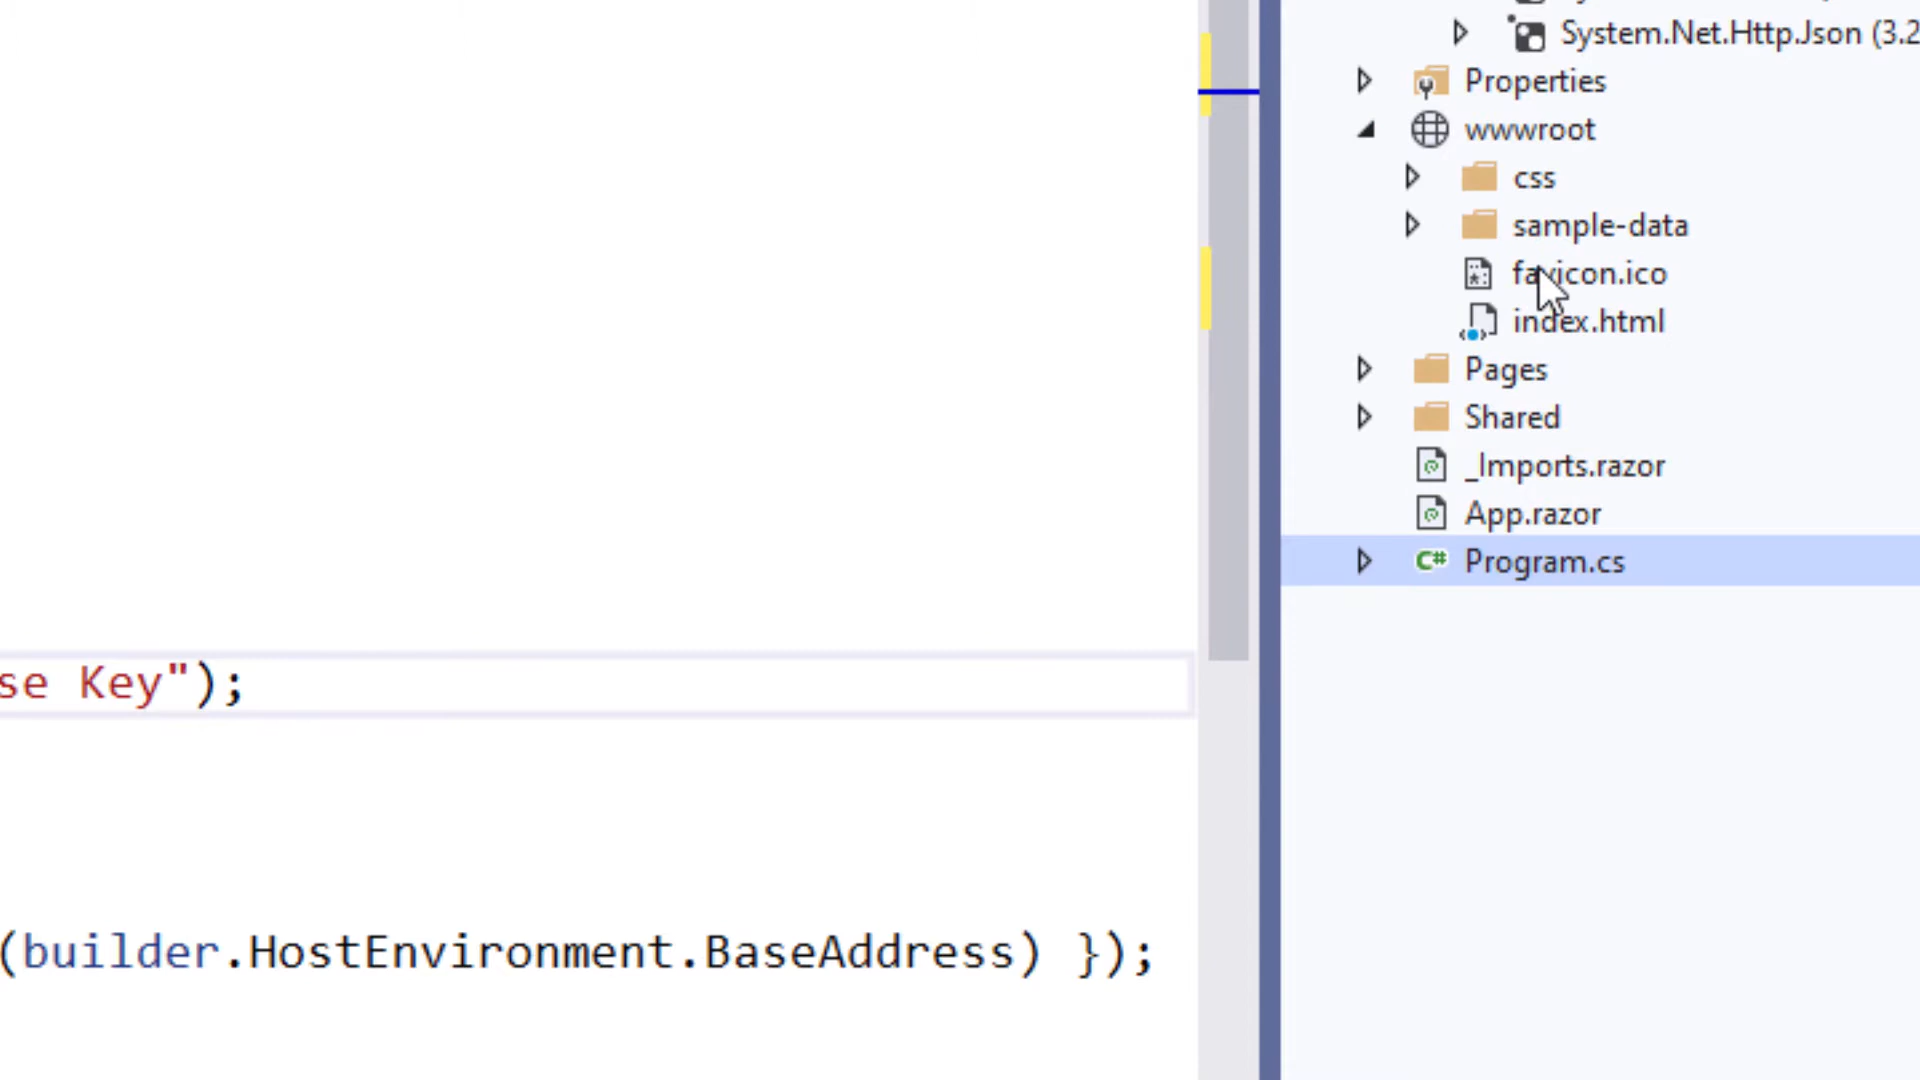 System.Net.Http.Json (3.2
Properties
wwwroot
css
sample-data
favicon.ico
index.html
Pages
Shared
_Imports.razor
App.razor
C# Program.cs
se Key");
(builder.HostEnvironment.BaseAddress) });